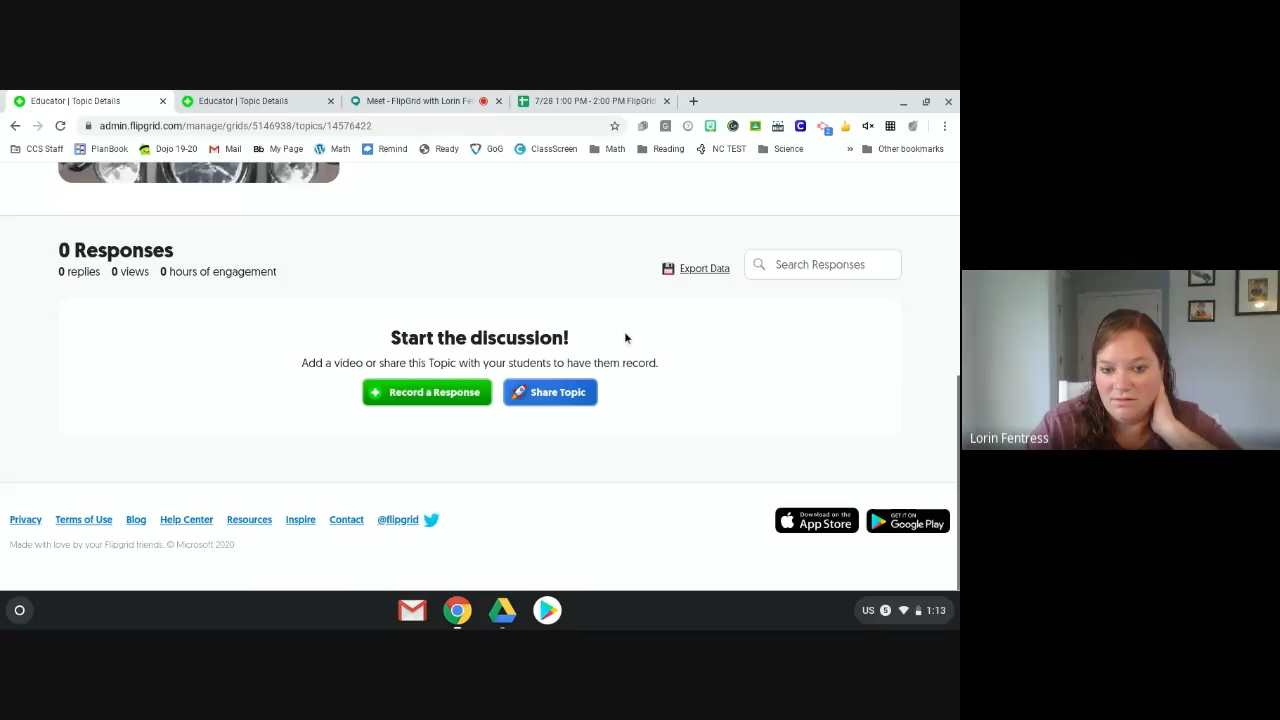 Educator | Topic Details
Educator | Topic Details
Meet - FlipGrid with Lorin Fer
7/28 1:00 PM - 2:00 PM FlipGrid
admin.flipgrid.com/manage/grids/5146938/topics/14576422
CCS Staff
PlanBook
Dojo 19-20
Mail
Bb My Page
Math
Remind
Ready
GoG
ClassScreen
Math
Reading
NC TEST
Science
» Other bookmarks
0 Responses
0 replies 0 views 0 hours of engagement
Export Data
Search Responses
Start the discussion!
Add a video or share this Topic with your students to have them record.
Record a Response
Share Topic
Lorin Fentress
Privacy Terms of Use Blog Help Center Resources Inspire Contact @flipgrid
Download on the
App Store
GET IT ON
Google Play
Made with love by your Flipgrid friends. © Microsoft 2020
US 5 1:13